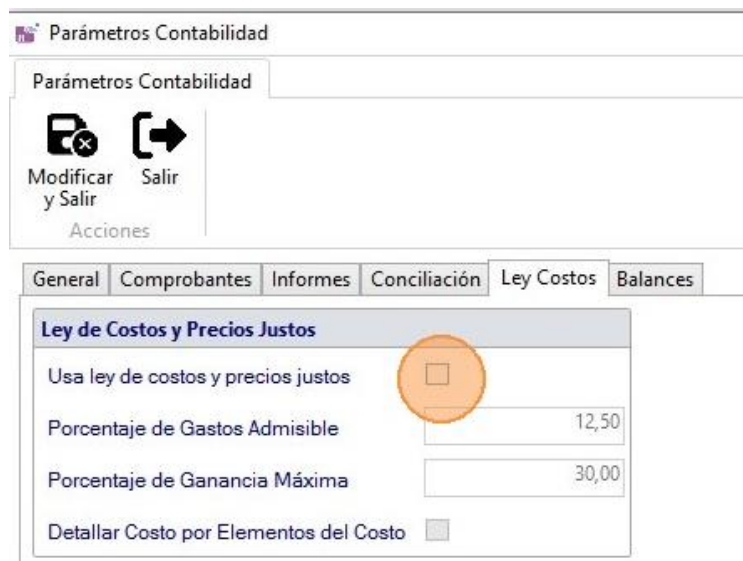 Parámetros Contabilidad
Parámetros Contabilidad
Modificar y Salir
Salir
Acciones
General Comprobantes Informes Conciliación Ley Costos Balances
Ley de Costos y Precios Justos
Usa ley de costos y precios justos
Porcentaje de Gastos Admisible 12,50
Porcentaje de Ganancia Máxima 30,00
Detallar Costo por Elementos del Costo